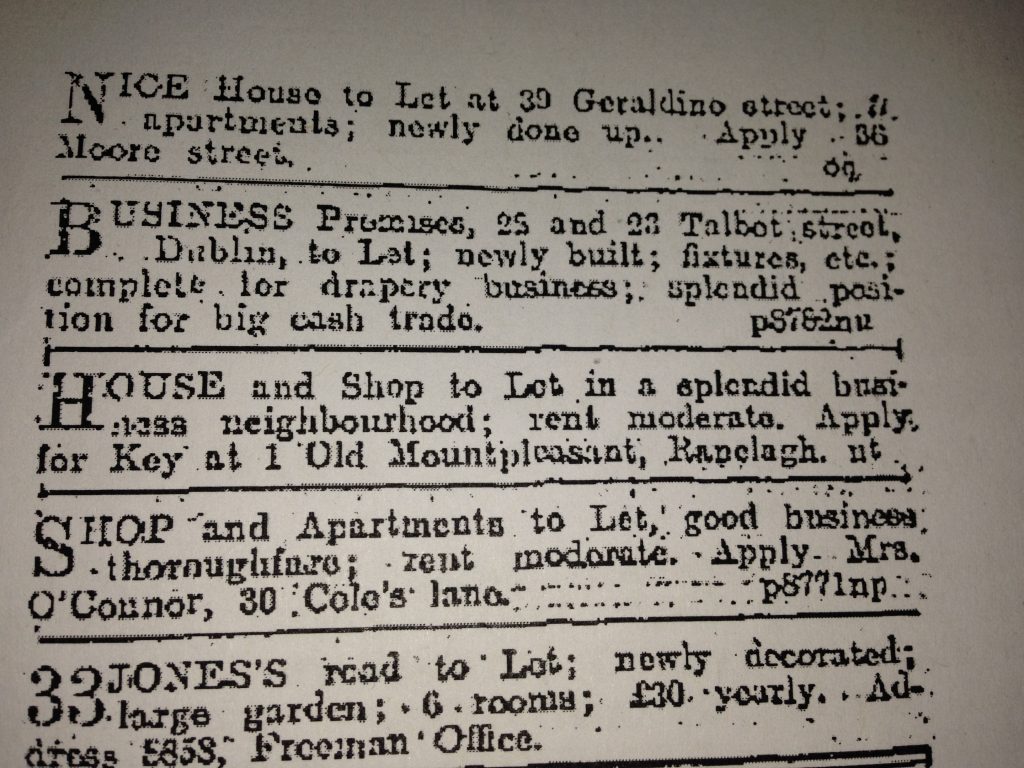 NICE House to Let at 39 Geraldine street;
apartments; newly done up. Apply 36
Moore street.
BUSINESS Premises, 25 and 23 Talbot street,
Dublin, to Let; newly built; fixtures, etc.;
complete for drapery business; splendid posi-
tion for big cash trade. p8782nu
HOUSE and Shop to Let in a splendid busi-
ness neighbourhood; rent moderate. Apply
for Key at 1 Old Mountpleasant, Ranelagh. nt
SHOP and Apartments to Let, good business
thoroughfare; rent moderate. Apply Mrs.
O'Connor, 30 Cole's lane. p8771np
33 JONES'S road to Let; newly decorated;
large garden; 6 rooms; £30 yearly. Ad-
dress Freeman Office.